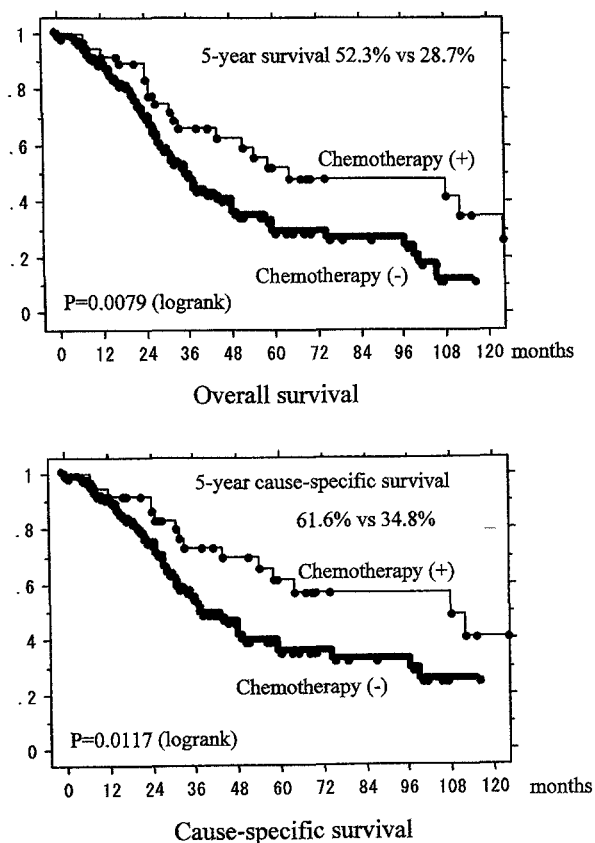 1
.8
.6
.4
.2
0
5-year survival 52.3% vs 28.7%
Chemotherapy (+)
Chemotherapy (-)
P=0.0079 (logrank)
0 12 24 36 48 60 72 84 96 108 120 months
Overall survival
1
.8
.6
.4
.2
0
5-year cause-specific survival
61.6% vs 34.8%
Chemotherapy (+)
Chemotherapy (-)
P=0.0117 (logrank)
0 12 24 36 48 60 72 84 96 108 120 months
Cause-specific survival